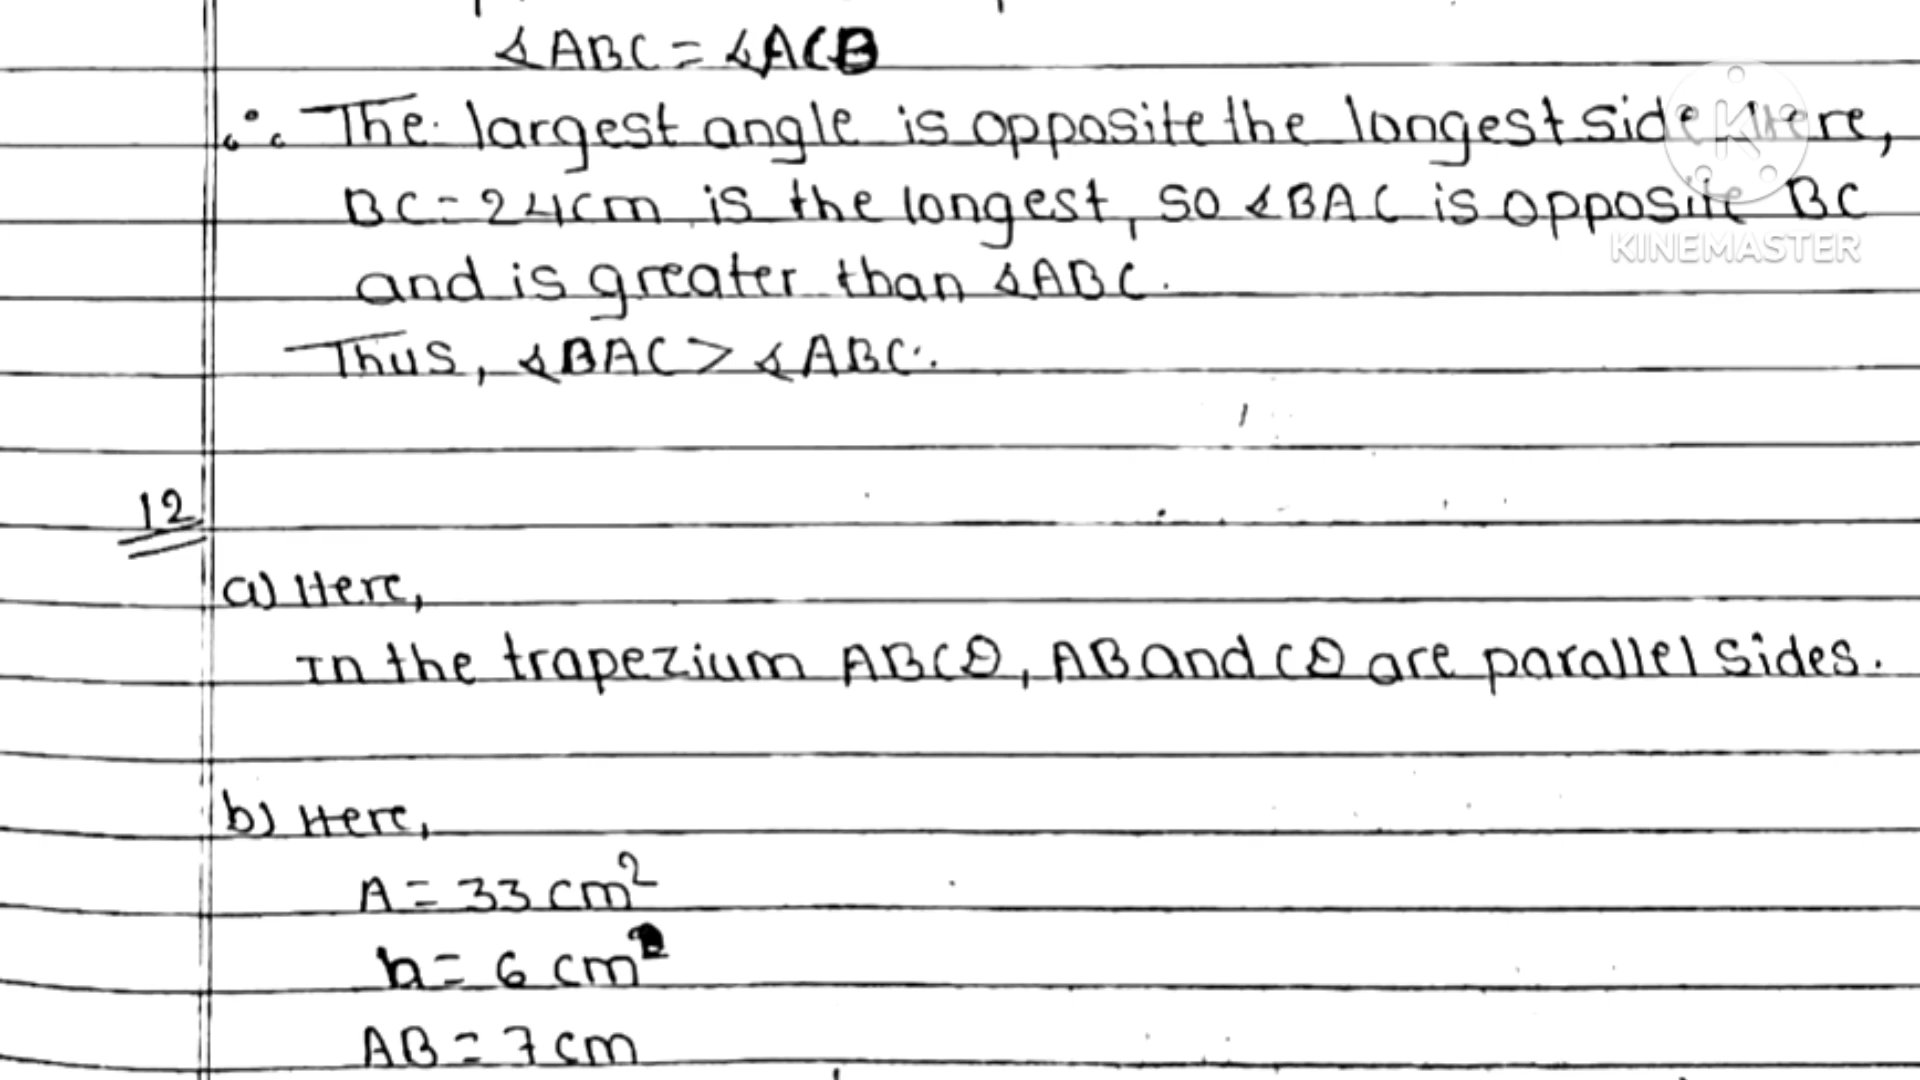 ∡ABC = ∡ACB
∴ The largest angle is opposite the longest side. Here,
BC = 24cm is the longest, so ∡BAC is opposite BC
KINEMASTER
and is greater than ∡ABC.
Thus, ∡BAC > ∡ABC.
12
a) Here,
In the trapezium ABCD, AB and CD are parallel sides.
b) Here,
A = 33 cm²
h = 6 cm
AB = 7 cm